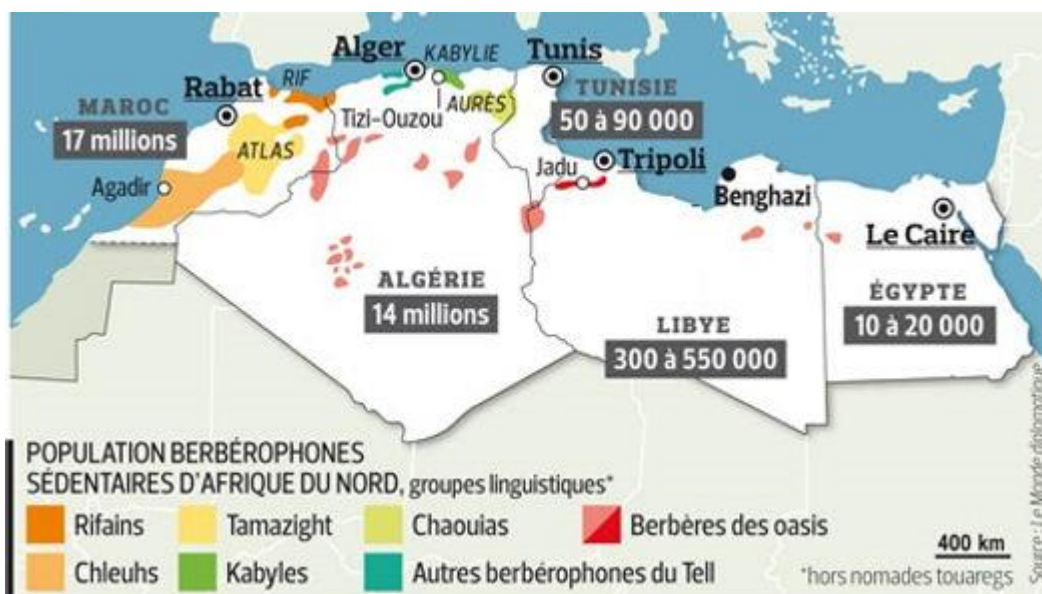 Alger
KABYLIE
Tunis
RIF
Rabat
TUNISIE
MAROC
AURÈS
Tizi-Ouzou
50 à 90 000
17 millions
ATLAS
Jadu
Tripoli
Agadir
Benghazi
Le Caire
ALGÉRIE
14 millions
ÉGYPTE
10 à 20 000
LIBYE
300 à 550 000
POPULATION BERBÉROPHONES
SÉDENTAIRES D'AFRIQUE DU NORD, groupes linguistiques*
Rifains
Tamazight
Chaouias
Berbères des oasis
Chleuhs
Kabyles
Autres berbérophones du Tell
400 km
*hors nomades touaregs
Source : Le Monde diplomatique